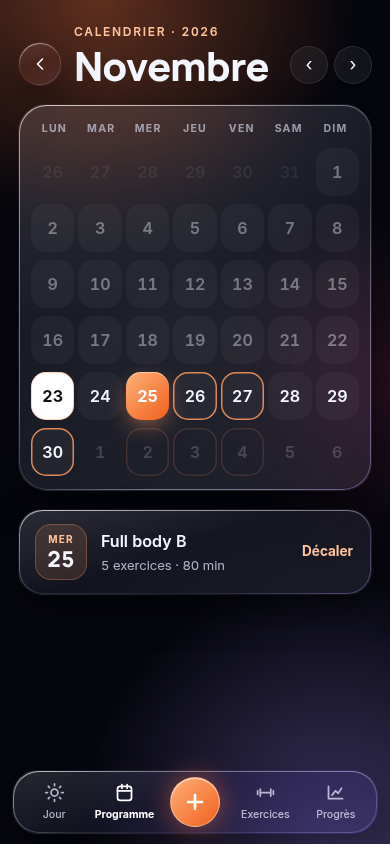 CALENDRIER · 2026
Novembre
LUN MAR MER JEU VEN SAM DIM
26 27 28 29 30 31 1
2 3 4 5 6 7 8
9 10 11 12 13 14 15
16 17 18 19 20 21 22
23 24 25 26 27 28 29
30 1 2 3 4 5 6
MER
25
Full body B
5 exercices · 80 min
Décaler
Jour Programme Exercices Progrès